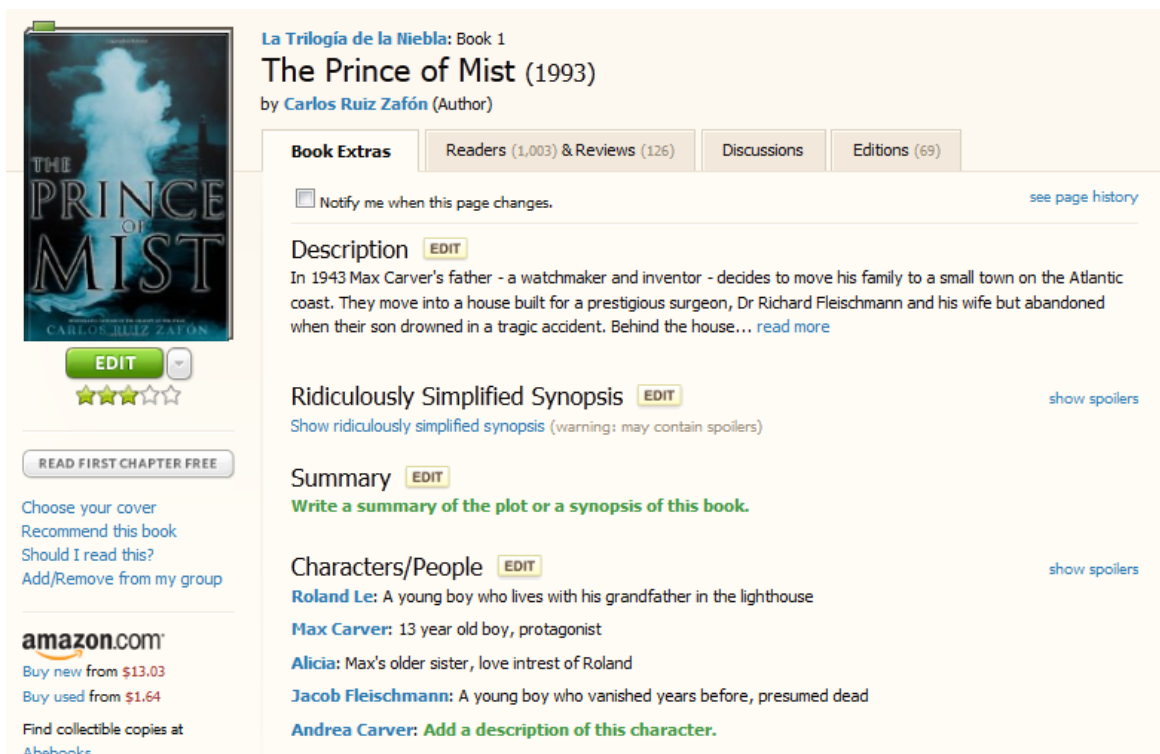 La Trilogía de la Niebla: Book 1
The Prince of Mist (1993)
by Carlos Ruiz Zafón (Author)
THE
PRINCE
OF
MIST
CARLOS RUIZ ZAFÓN
EDIT
READ FIRST CHAPTER FREE
Choose your cover
Recommend this book
Should I read this?
Add/Remove from my group
amazon.com
Buy new from $13.03
Buy used from $1.64
Find collectible copies at
Abebooks
Book Extras
Readers (1,003) & Reviews (126)
Discussions
Editions (69)
Notify me when this page changes.
see page history
Description EDIT
In 1943 Max Carver's father - a watchmaker and inventor - decides to move his family to a small town on the Atlantic
coast. They move into a house built for a prestigious surgeon, Dr Richard Fleischmann and his wife but abandoned
when their son drowned in a tragic accident. Behind the house... read more
Ridiculously Simplified Synopsis EDIT
show spoilers
Show ridiculously simplified synopsis (warning: may contain spoilers)
Summary EDIT
Write a summary of the plot or a synopsis of this book.
Characters/People EDIT
show spoilers
Roland Le: A young boy who lives with his grandfather in the lighthouse
Max Carver: 13 year old boy, protagonist
Alicia: Max's older sister, love intrest of Roland
Jacob Fleischmann: A young boy who vanished years before, presumed dead
Andrea Carver: Add a description of this character.